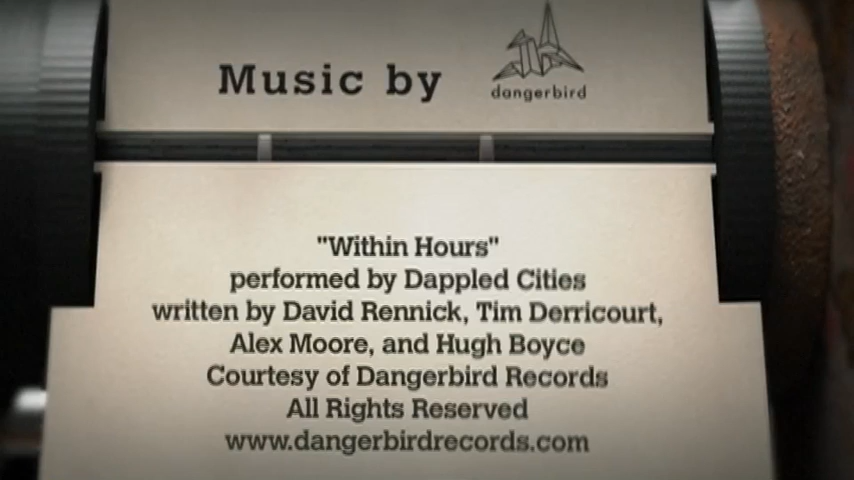 Music by
dangerbird
"Within Hours"
performed by Dappled Cities
written by David Rennick, Tim Derricourt,
Alex Moore, and Hugh Boyce
Courtesy of Dangerbird Records
All Rights Reserved
www.dangerbirdrecords.com